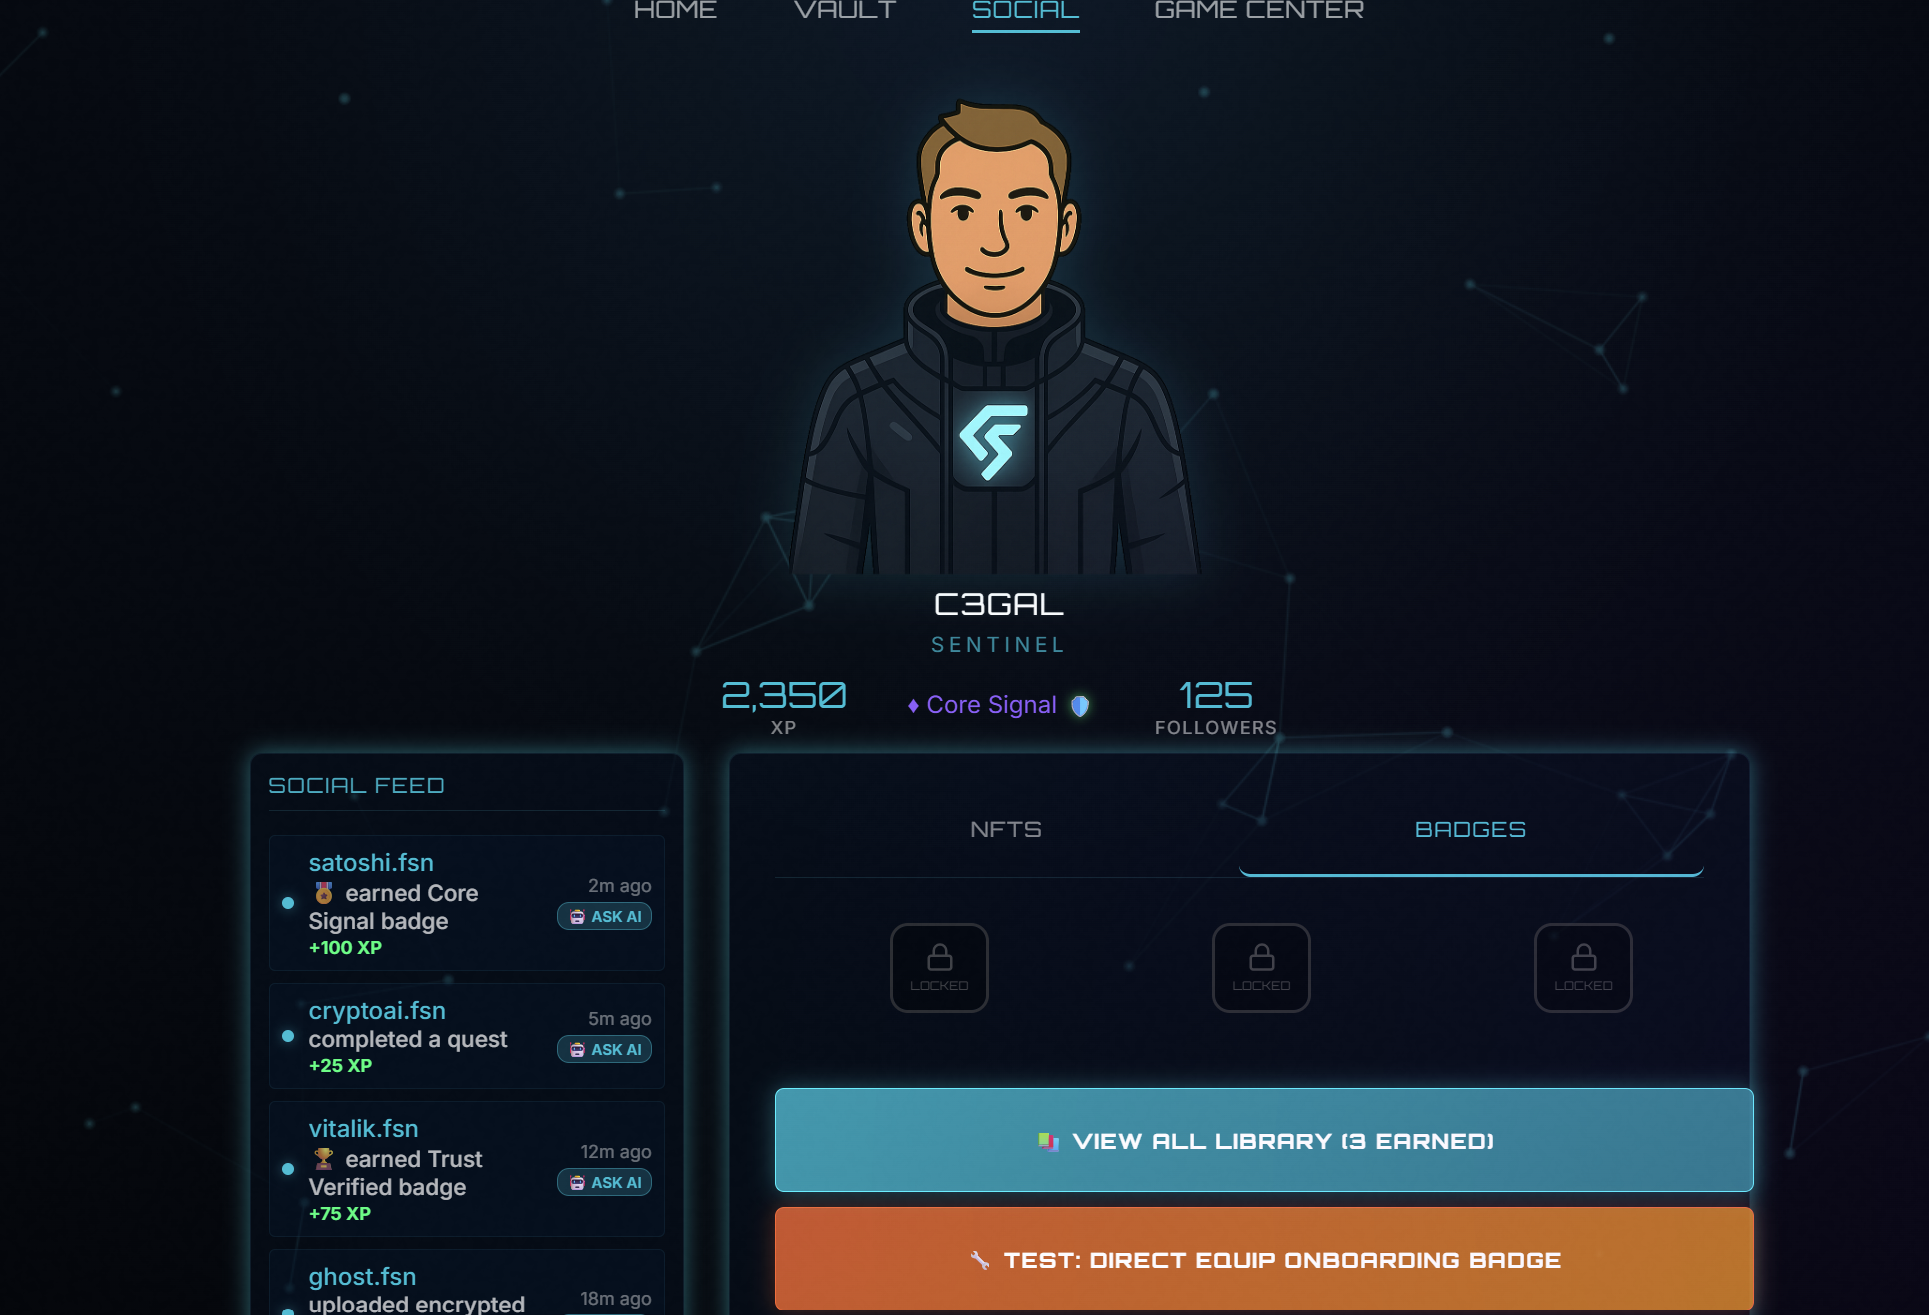 HOME VAULT SOCIAL GAME CENTER
C3GAL
SENTINEL
2,350
XP
♦ Core Signal
125
FOLLOWERS
SOCIAL FEED
satoshi.fsn
earned Core
Signal badge
+100 XP
2m ago
ASK AI
cryptoai.fsn
completed a quest
+25 XP
5m ago
ASK AI
vitalik.fsn
earned Trust
Verified badge
+75 XP
12m ago
ASK AI
ghost.fsn
uploaded encrypted
18m ago
NFTS
BADGES
LOCKED
LOCKED
LOCKED
VIEW ALL LIBRARY (3 EARNED)
TEST: DIRECT EQUIP ONBOARDING BADGE